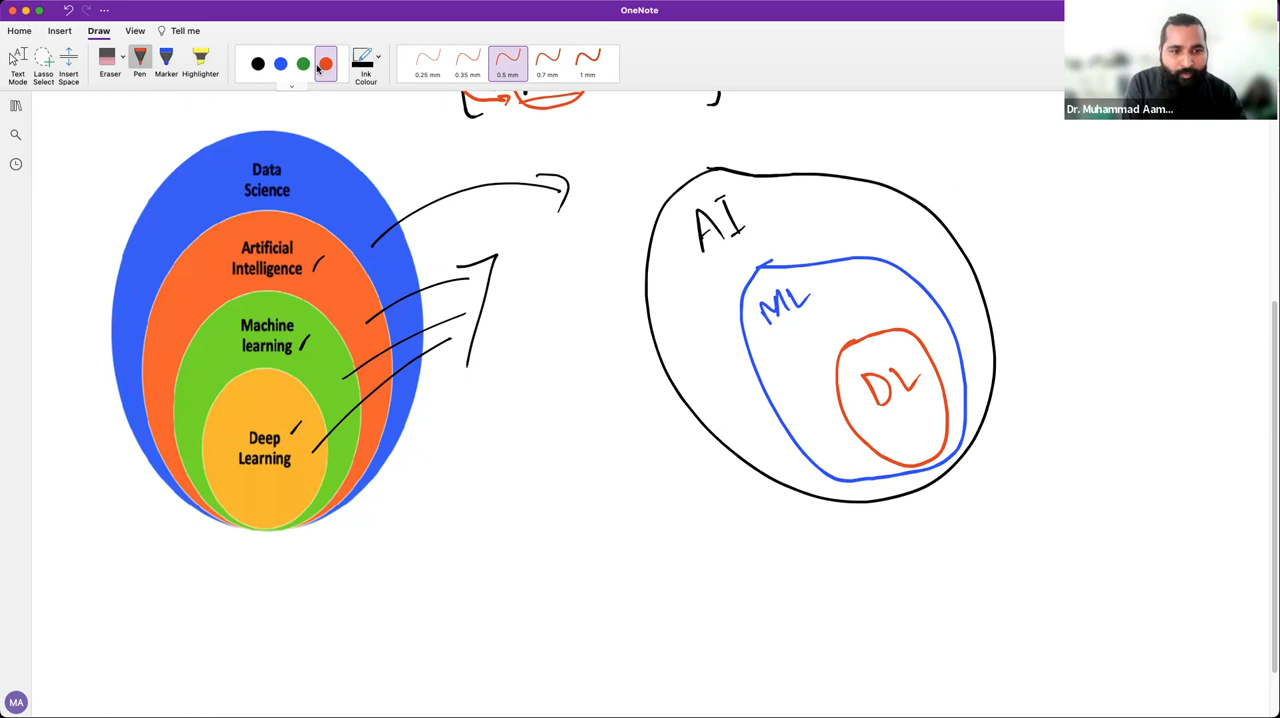 OneNote
Home Insert Draw View Tell me
Text Mode
Lasso Select
Insert Space
Eraser
Pen
Marker
Highlighter
Ink Colour
0.25 mm
0.35 mm
0.5 mm
0.7 mm
1 mm
Dr. Muhammad Aam...
Data
Science
Artificial
Intelligence
Machine
learning
Deep
Learning
AI
ML
DL
MA